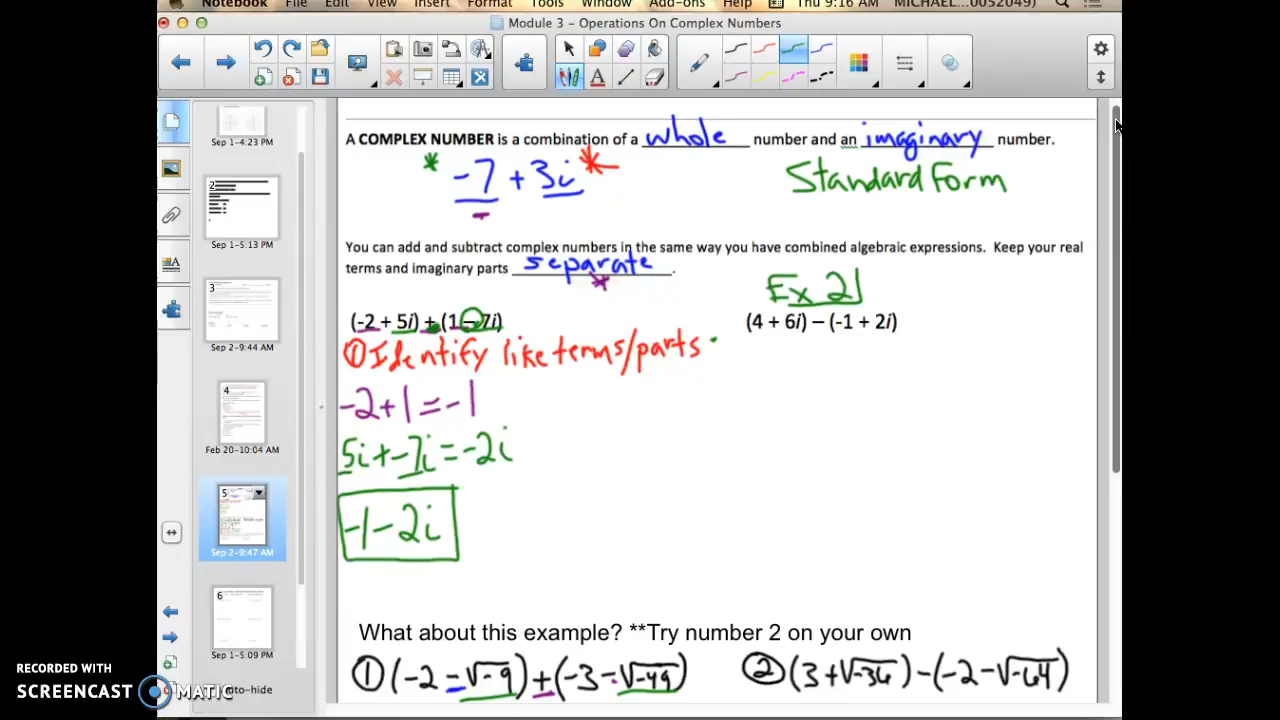 Notebook File Edit View Insert Format Tools Window Add-ons Help Thu 9:16 AM MICHAEL...0052049)
Module 3 – Operations On Complex Numbers
Sep 1–4:23 PM
2
Sep 1–5:13 PM
3
Sep 2–9:44 AM
4
Feb 20–10:04 AM
5
Sep 2–9:47 AM
6
Sep 1–5:09 PM
A COMPLEX NUMBER is a combination of a whole number and an imaginary number.
* -7 + 3i *
Standard Form
You can add and subtract complex numbers in the same way you have combined algebraic expressions. Keep your real
terms and imaginary parts separate.
*
Ex 2
(-2 + 5i) + (1 – 7i)
(4 + 6i) – (-1 + 2i)
① Identify like terms/parts
-2+1=-1
5i+-7i=-2i
-1-2i
What about this example? **Try number 2 on your own
① (-2 -√-9) + (-3 -√-49)
② (3+√-36) - (-2-√-64)
RECORDED WITH
SCREENCAST MATIC